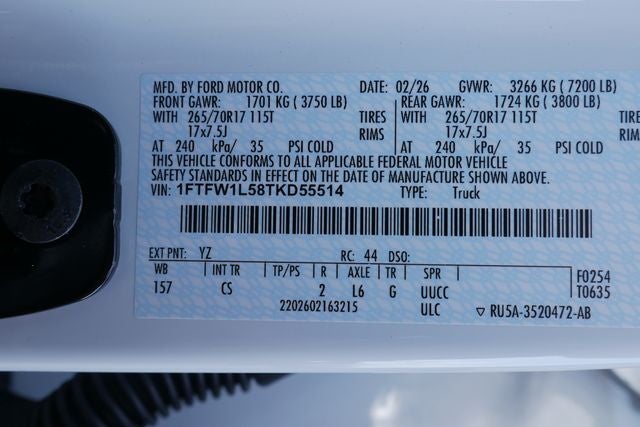 MFD. BY FORD MOTOR CO. DATE: 02/26 GVWR: 3266 KG ( 7200 LB)
FRONT GAWR: 1701 KG ( 3750 LB) REAR GAWR: 1724 KG ( 3800 LB)
WITH 265/70R17 115T TIRES WITH 265/70R17 115T TIRES
17x7.5J RIMS 17x7.5J RIMS
AT 240 kPa/ 35 PSI COLD AT 240 kPa/ 35 PSI COLD
THIS VEHICLE CONFORMS TO ALL APPLICABLE FEDERAL MOTOR VEHICLE
SAFETY STANDARDS IN EFFECT ON THE DATE OF MANUFACTURE SHOWN ABOVE.
VIN: 1FTFW1L58TKD55514 TYPE: Truck
EXT PNT: YZ RC: 44 DSO:
WB INT TR TP/PS R AXLE TR SPR F0254
157 CS 2 L6 G UUCC T0635
2202602163215 ULC ▽ RU5A-3520472-AB